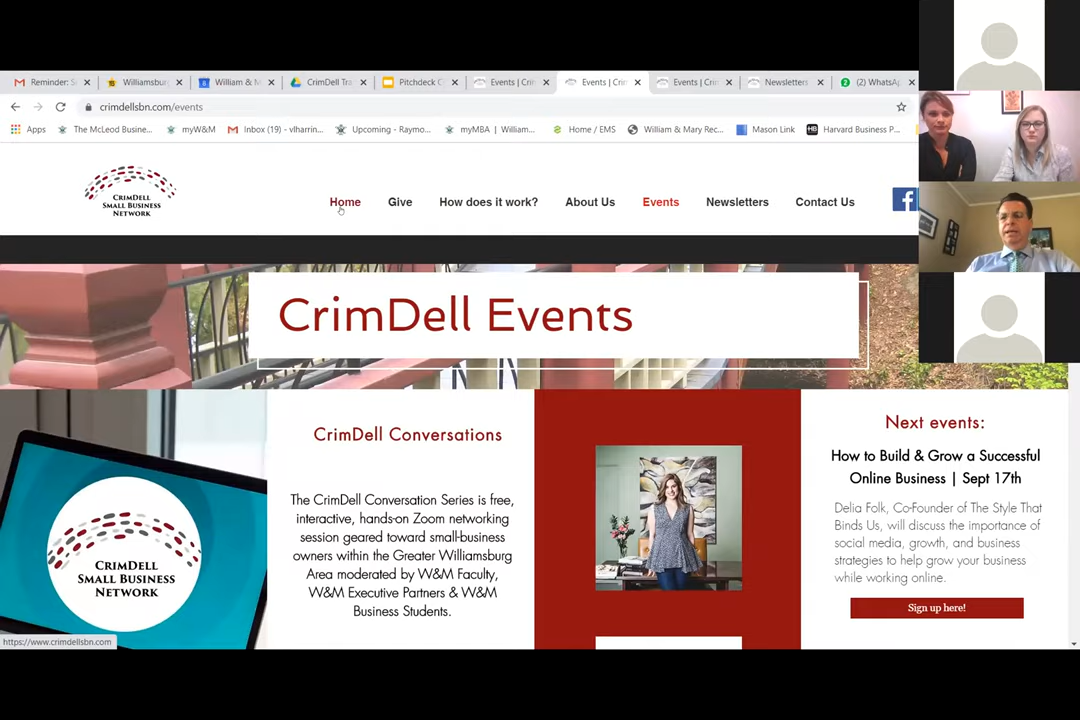 Reminder: S
Williamsbur
William & M
CrimDell Tra
Pitchdeck C
Events | Crim
Events | Crim
Events | Crim
Newsletters
(2) WhatsAp
crimdellsbn.com/events
Apps
The McLeod Busine...
myW&M
Inbox (19) - vlharrin...
Upcoming - Raymo...
myMBA | William...
Home / EMS
William & Mary Rec...
Mason Link
Harvard Business P...
CRIMDELL
SMALL BUSINESS
NETWORK
Home
Give
How does it work?
About Us
Events
Newsletters
Contact Us
CrimDell Events
CRIMDELL
SMALL BUSINESS
NETWORK
CrimDell Conversations
The CrimDell Conversation Series is free,
interactive, hands-on Zoom networking
session geared toward small-business
owners within the Greater Williamsburg
Area moderated by W&M Faculty,
W&M Executive Partners & W&M
Business Students.
Next events:
How to Build & Grow a Successful
Online Business | Sept 17th
Delia Folk, Co-Founder of The Style That
Binds Us, will discuss the importance of
social media, growth, and business
strategies to help grow your business
while working online.
Sign up here!
https://www.crimdellsbn.com